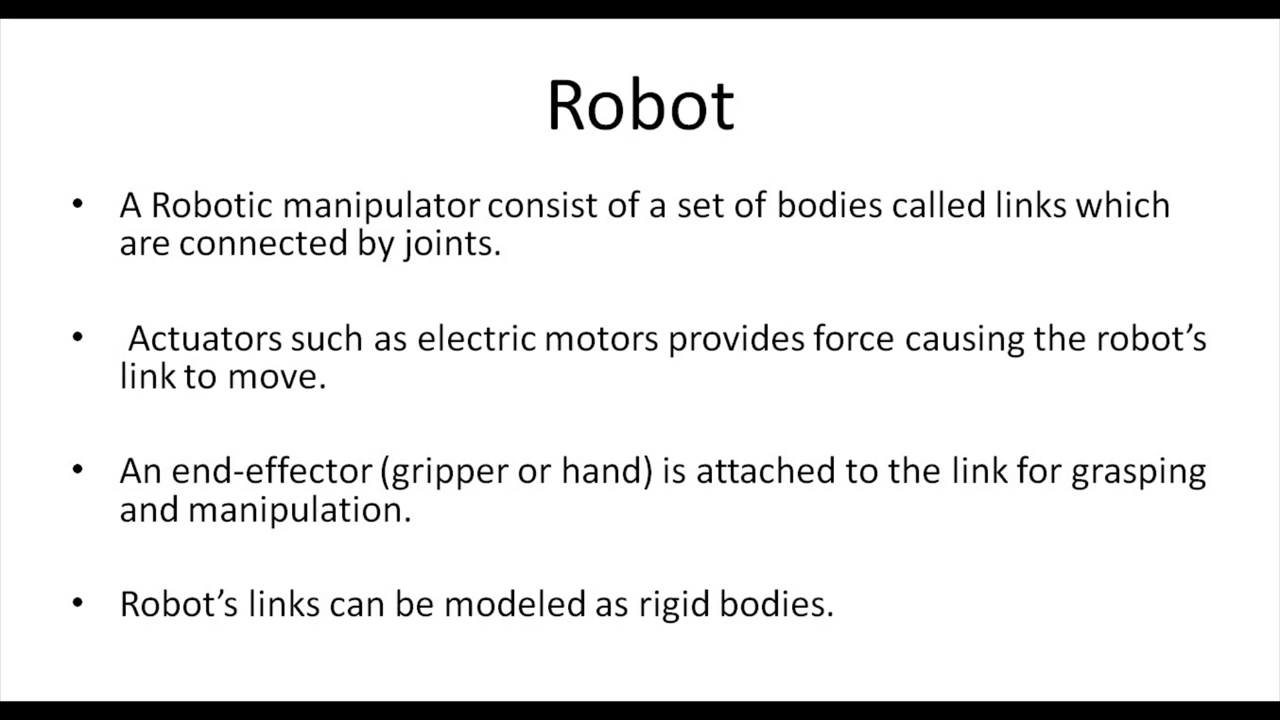 Robot
• A Robotic manipulator consist of a set of bodies called links which
are connected by joints.
• Actuators such as electric motors provides force causing the robot’s
link to move.
• An end-effector (gripper or hand) is attached to the link for grasping
and manipulation.
• Robot’s links can be modeled as rigid bodies.